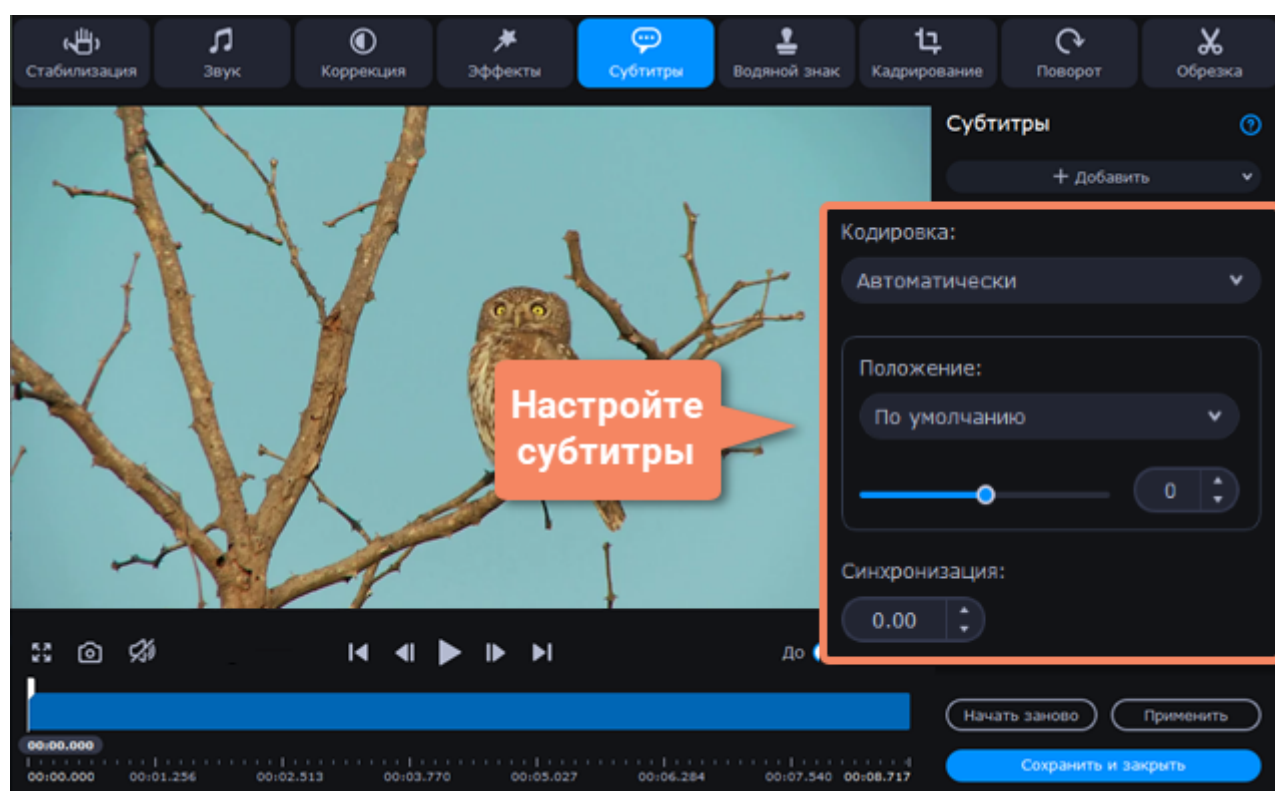 Стабилизация
Звук
Коррекция
Эффекты
Субтитры
Водяной знак
Кадрирование
Поворот
Обрезка
Субтитры
?
+ Добавить
Кодировка:
Автоматически
Положение:
По умолчанию
0
Синхронизация:
0.00
Настройте
субтитры
До
Начать заново
Применить
Сохранить и закрыть
00:00.000
00:00.000 00:01.256 00:02.513 00:03.770 00:05.027 00:06.284 00:07.540 00:08.717